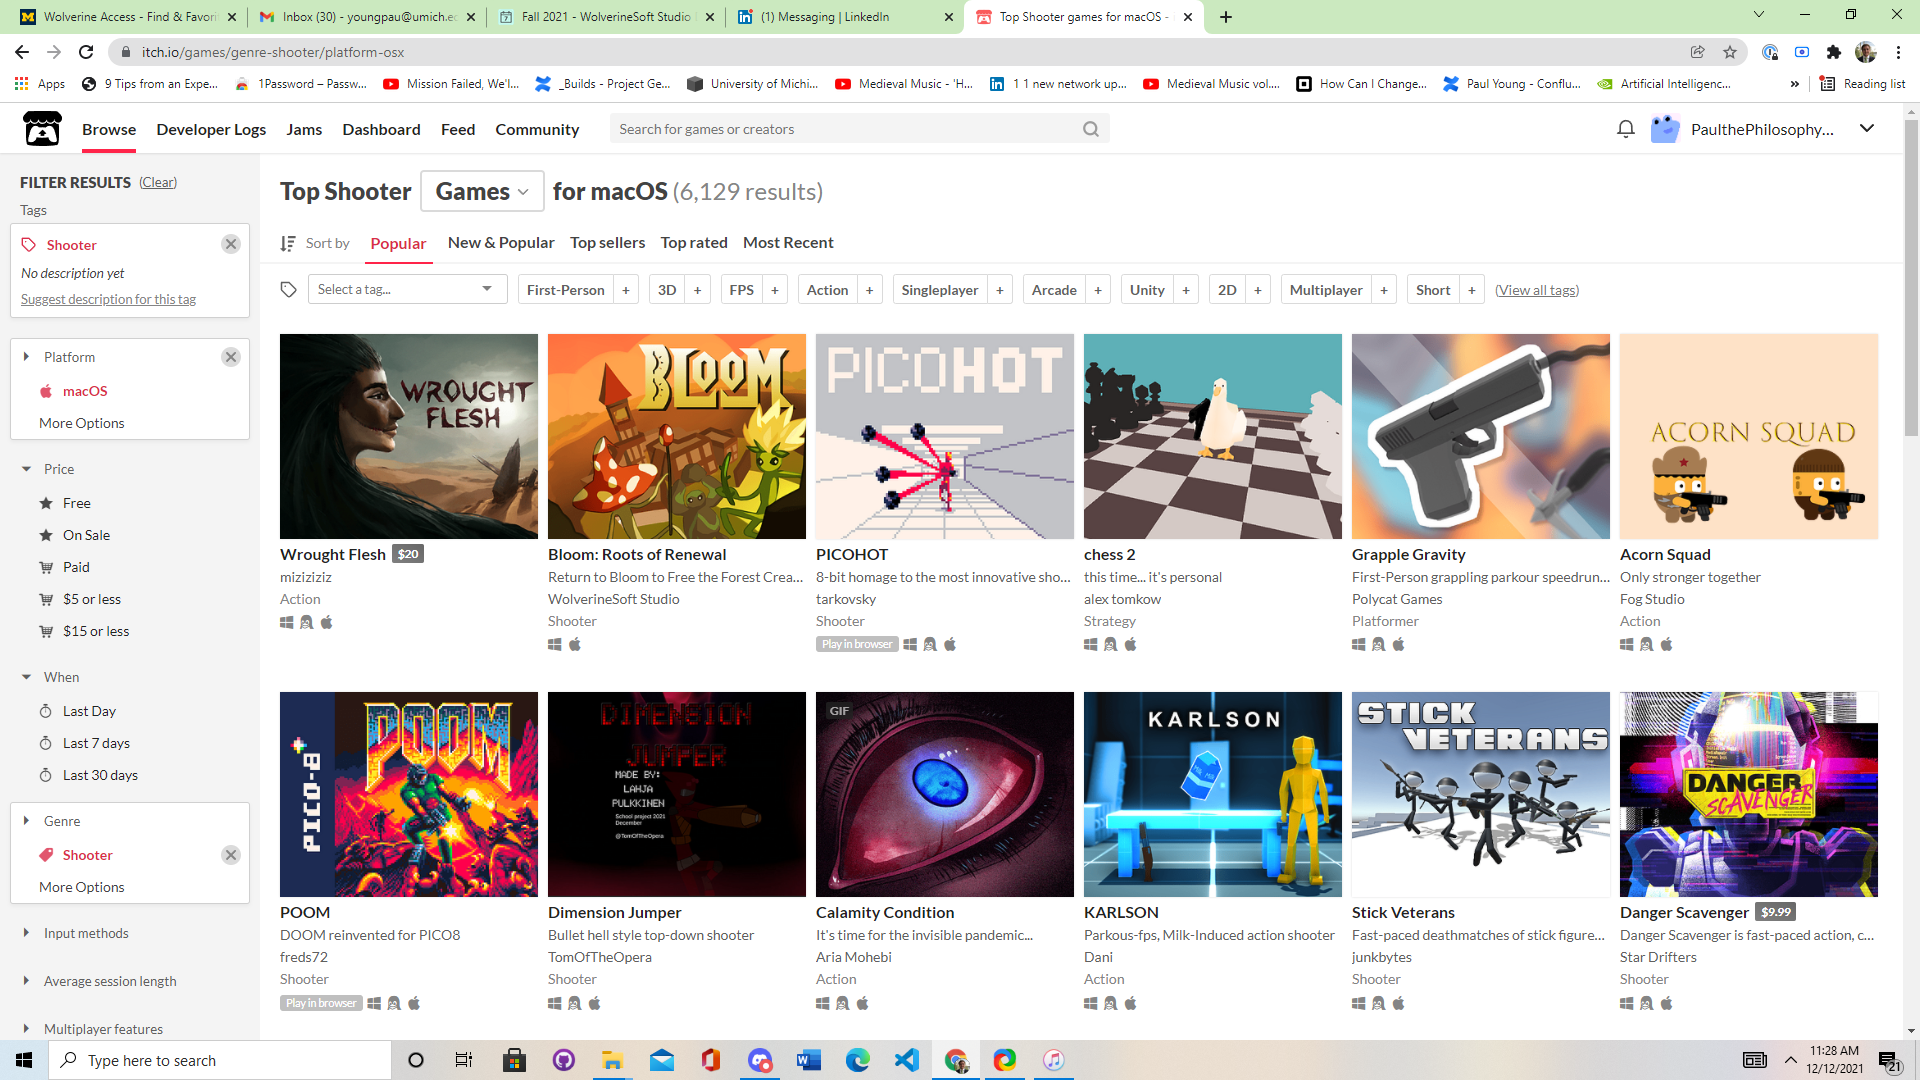 Wolverine Access - Find & Favori
Inbox (30) - youngpau@umich.ed
Fall 2021 - WolverineSoft Studio
(1) Messaging | LinkedIn
Top Shooter games for macOS -
itch.io/games/genre-shooter/platform-osx
Apps
9 Tips from an Expe...
1Password – Passw...
Mission Failed, We'l...
_Builds - Project Ge...
University of Michi...
Medieval Music - 'H...
1 1 new network up...
Medieval Music vol....
How Can I Change...
Paul Young - Conflu...
Artificial Intelligenc...
»
Reading list
Browse
Developer Logs
Jams
Dashboard
Feed
Community
Search for games or creators
PaulthePhilosophy...
FILTER RESULTS (Clear)
Tags
Shooter
No description yet
Suggest description for this tag
Platform
macOS
More Options
Price
Free
On Sale
Paid
$5 or less
$15 or less
When
Last Day
Last 7 days
Last 30 days
Genre
Shooter
More Options
Input methods
Average session length
Multiplayer features
Top Shooter Games for macOS (6,129 results)
Sort by Popular New & Popular Top sellers Top rated Most Recent
Select a tag...
First-Person +
3D +
FPS +
Action +
Singleplayer +
Arcade +
Unity +
2D +
Multiplayer +
Short +
(View all tags)
WROUGHT
FLESH
Wrought Flesh $20
miziziziz
Action
BLOOM
Bloom: Roots of Renewal
Return to Bloom to Free the Forest Crea...
WolverineSoft Studio
Shooter
PICOHOT
PICOHOT
8-bit homage to the most innovative sho...
tarkovsky
Shooter
Play in browser
chess 2
this time... it's personal
alex tomkow
Strategy
Grapple Gravity
First-Person grappling parkour speedrun...
Polycat Games
Platformer
ACORN SQUAD
Acorn Squad
Only stronger together
Fog Studio
Action
PICO-8
POOM
POOM
DOOM reinvented for PICO8
freds72
Shooter
Play in browser
DIMENSION
JUMPER
MADE BY:
LAHJA
PULKKINEN
School project 2021
December
@TomOfTheOpera
Dimension Jumper
Bullet hell style top-down shooter
TomOfTheOpera
Shooter
GIF
Calamity Condition
It's time for the invisible pandemic...
Aria Mohebi
Action
KARLSON
Milk
KARLSON
Parkous-fps, Milk-Induced action shooter
Dani
Action
STICK
VETERANS
Stick Veterans
Fast-paced deathmatches of stick figure...
junkbytes
Shooter
DANGER
SCAVENGER
Danger Scavenger $9.99
Danger Scavenger is fast-paced action, c...
Star Drifters
Shooter
Type here to search
11:28 AM
12/12/2021
21